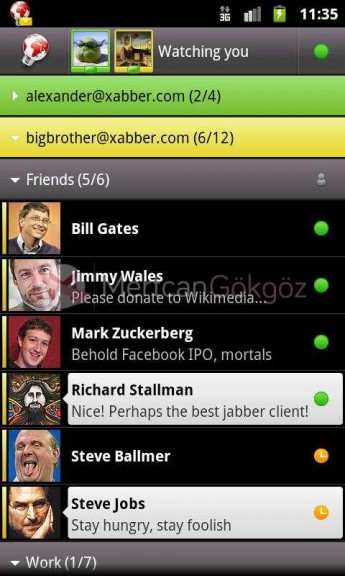 3G
11:35
Watching you
alexander@xabber.com (2/4)
bigbrother@xabber.com (6/12)
Friends (5/6)
Bill Gates
Jimmy Wales
Please donate to Wikimedia...
MertcanGökgöz
Mark Zuckerberg
Behold Facebook IPO, mortals
Richard Stallman
Nice! Perhaps the best jabber client!
Steve Ballmer
Steve Jobs
Stay hungry, stay foolish
Work (1/7)